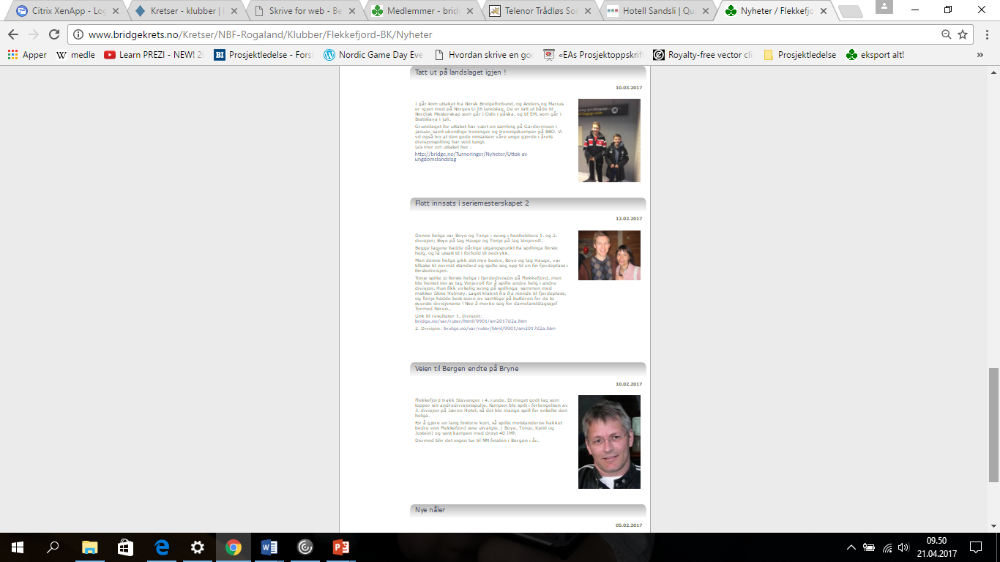 Citrix XenApp - Log
Kretser - klubber |
Skrive for web - Be
Medlemmer - brid
Telenor Trådløs Son
Hotell Sandsli | Qu
Nyheter / Flekkefjo
www.bridgekrets.no/Kretser/NBF-Rogaland/Klubber/Flekkefjord-BK/Nyheter
Apper
medle
Learn PREZI - NEW! 20
Prosjektledelse - Fors
Nordic Game Day Eve
Hvordan skrive en god
«EAs Prosjektoppskrift
Royalty-free vector cli
Prosjektledelse
eksport alt!
»
Tatt ut på landslaget igjen !
10.03.2017
I går kom uttaket fra Norsk Bridgeforbund, og Anders og Marius
er igjen med på Norges U-16 landslag. De er tatt ut både til
Nordisk Mesterskap som går i Oslo i påska, og til EM, som går i
Bratislava i juli.
Grunnlaget for uttaket har vært en samling på Gardermoen i
januar, samt ukentlige treninger og treningskamper på BBO. Vi
vil også tro at den gode innsatsen våre unge gjorde i årets
divisjonspilling har veid tungt.
Les mer om uttaket her :
http://bridge.no/Turneringer/Nyheter/Uttak-av-
ungdomslandslag
Flott innsats i seriemesterskapet 2
12.02.2017
Denne helga var Boye og Tonje i sving i henholdsvis 1. og 2.
divisjon; Boye på lag Hauge og Tonje på lag Vinjevoll.
Begge lagene hadde dårlige utgangspunkt fra spillinga første
helg, og lå utsatt til i forhold til nedrykk.
Men denne helga gikk det mye bedre, Boye og lag Hauge, var
tilbake til normal standard og spilte seg opp til en fin fjerdeplass i
førstedivisjon.
Tonje spilte jo første helga i fjerdedivisjon på Flekkefjord, men
ble hentet inn av lag Vinjevoll for å spille andre helg i andre
divisjon. Hun fikk virkelig sving på spillinga sammen med
makker Stine Holmøy. Laget klatret fra fra niende til fjerdeplass,
og Tonje hadde best score av samtlige på butleren for de to
øverste divisjonene ! Noe å merke seg for damelandslagssjef
Tormod Røren..
Link til resultater 1, divisjon:
bridge.no/var/ruter/html/9901/sm2017d2a.htm
2. Divisjon: bridge.no/var/ruter/html/9901/sm2017d2a.htm
Veien til Bergen endte på Bryne
10.02.2017
Flekkefjord trakk Stavanger i 4. runde. Et meget godt lag som
topper sin andredivisjonspulje. Kampen ble spilt i forlengelsen av
3. divisjon på Jæren Hotel, så det ble mange spill for enkelte den
helga.
For å gjøre en lang historie kort, så spilte motstanderne hakket
bedre enn Flekkefjord sine utvalgte, ( Boye, Tonje, Kjetil og
Jostein) og vant kampen med drøyt 40 IMP.
Dermed blir det ingen tur til NM finalen i Bergen i år..
Nye nåler
05.02.2017
09.50
21.04.2017